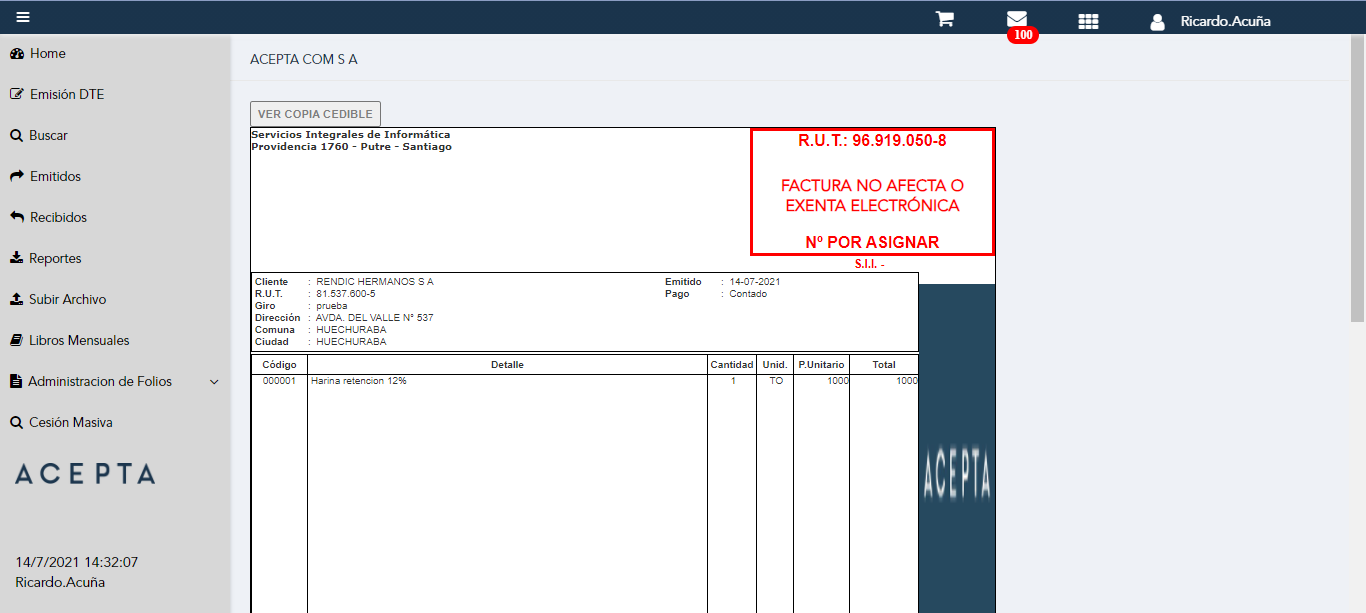 Ricardo.Acuña
100
Home
Emisión DTE
Buscar
Emitidos
Recibidos
Reportes
Subir Archivo
Libros Mensuales
Administracion de Folios
Cesión Masiva
ACEPTA
14/7/2021 14:32:07
Ricardo.Acuña
ACEPTA COM S A
VER COPIA CEDIBLE
Servicios Integrales de Informática
Providencia 1760 - Putre - Santiago
R.U.T.: 96.919.050-8
FACTURA NO AFECTA O
EXENTA ELECTRÓNICA
Nº POR ASIGNAR
S.I.I. -
Cliente : RENDIC HERMANOS S A Emitido : 14-07-2021
R.U.T. : 81.537.600-5 Pago : Contado
Giro : prueba
Dirección : AVDA. DEL VALLE N° 537
Comuna : HUECHURABA
Ciudad : HUECHURABA
Código Detalle Cantidad Unid. P.Unitario Total
000001 Harina retencion 12% 1 TO 1000 1000
ACEPTA